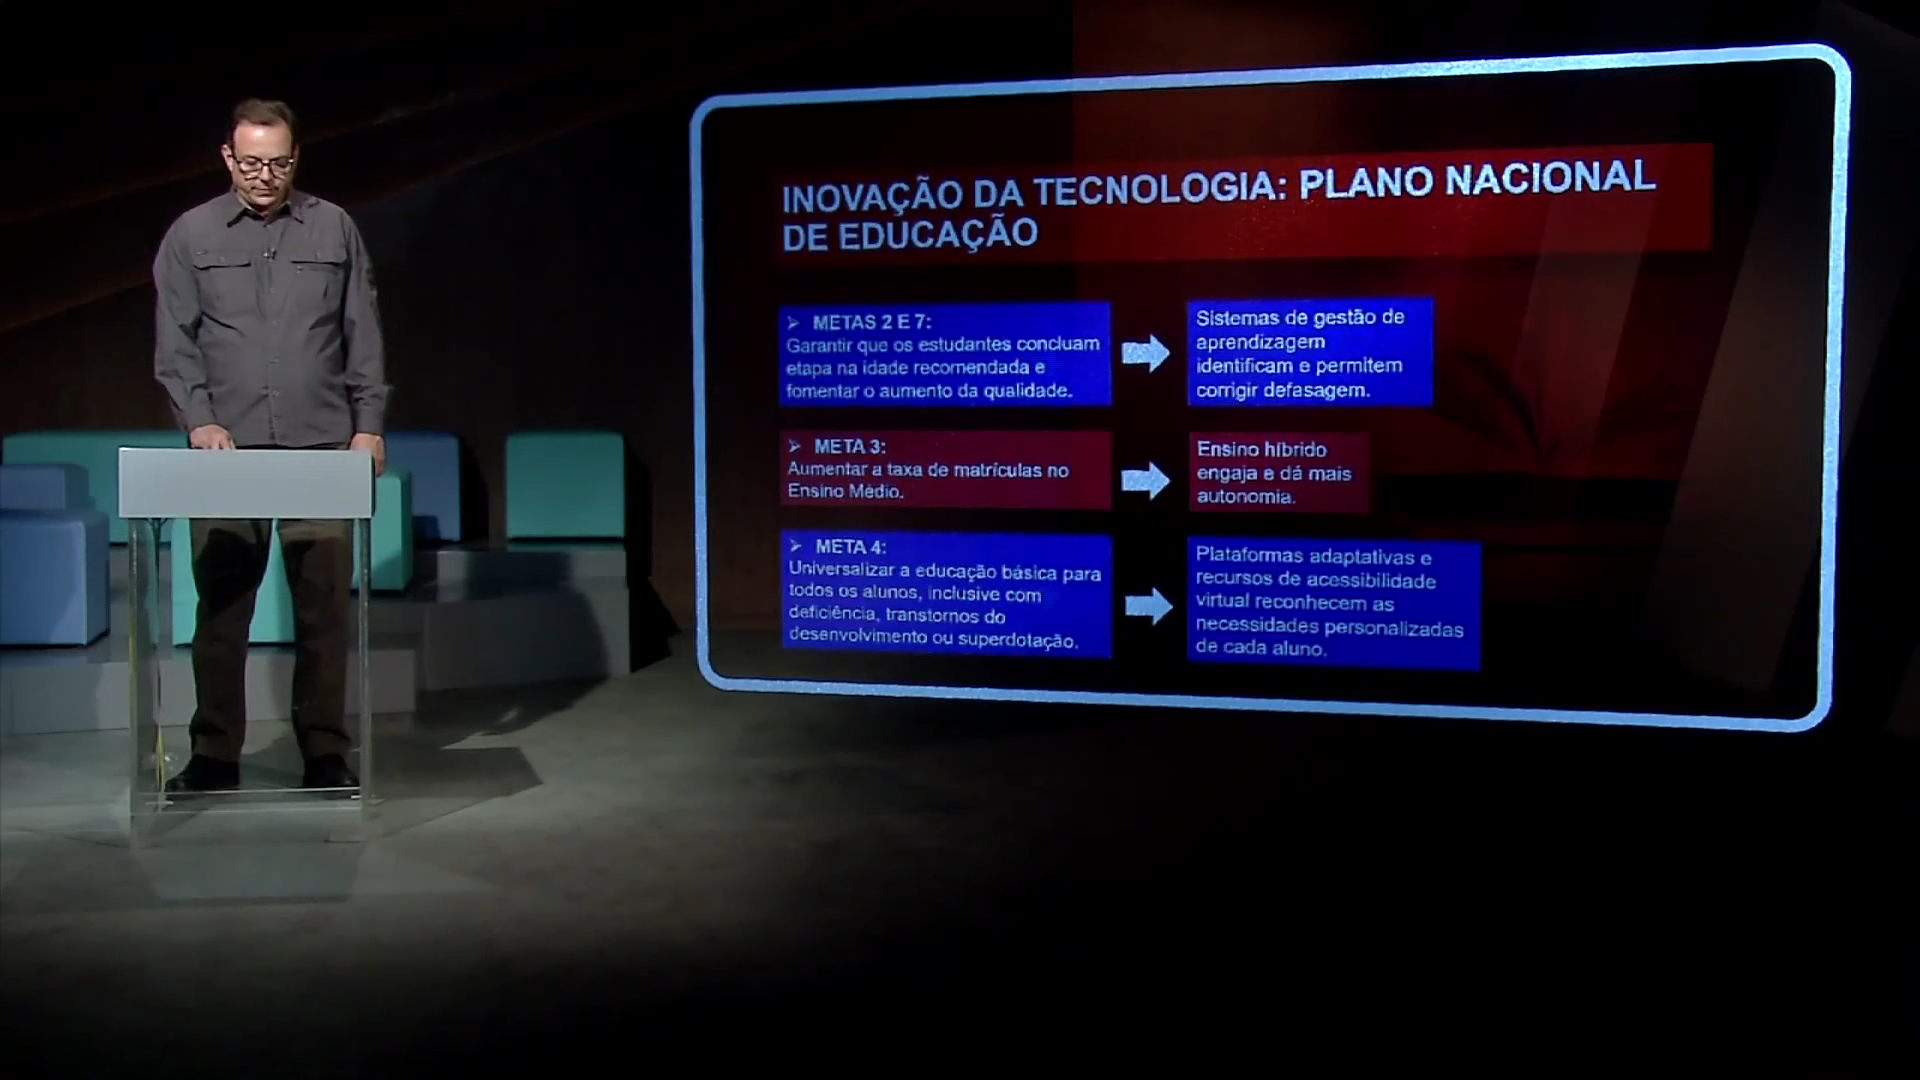 INOVAÇÃO DA TECNOLOGIA: PLANO NACIONAL
DE EDUCAÇÃO
➢ METAS 2 E 7:
Garantir que os estudantes concluam
etapa na idade recomendada e
fomentar o aumento da qualidade.
Sistemas de gestão de
aprendizagem
identificam e permitem
corrigir defasagem.
➢ META 3:
Aumentar a taxa de matrículas no
Ensino Médio.
Ensino híbrido
engaja e dá mais
autonomia.
➢ META 4:
Universalizar a educação básica para
todos os alunos, inclusive com
deficiência, transtornos do
desenvolvimento ou superdotação.
Plataformas adaptativas e
recursos de acessibilidade
virtual reconhecem as
necessidades personalizadas
de cada aluno.